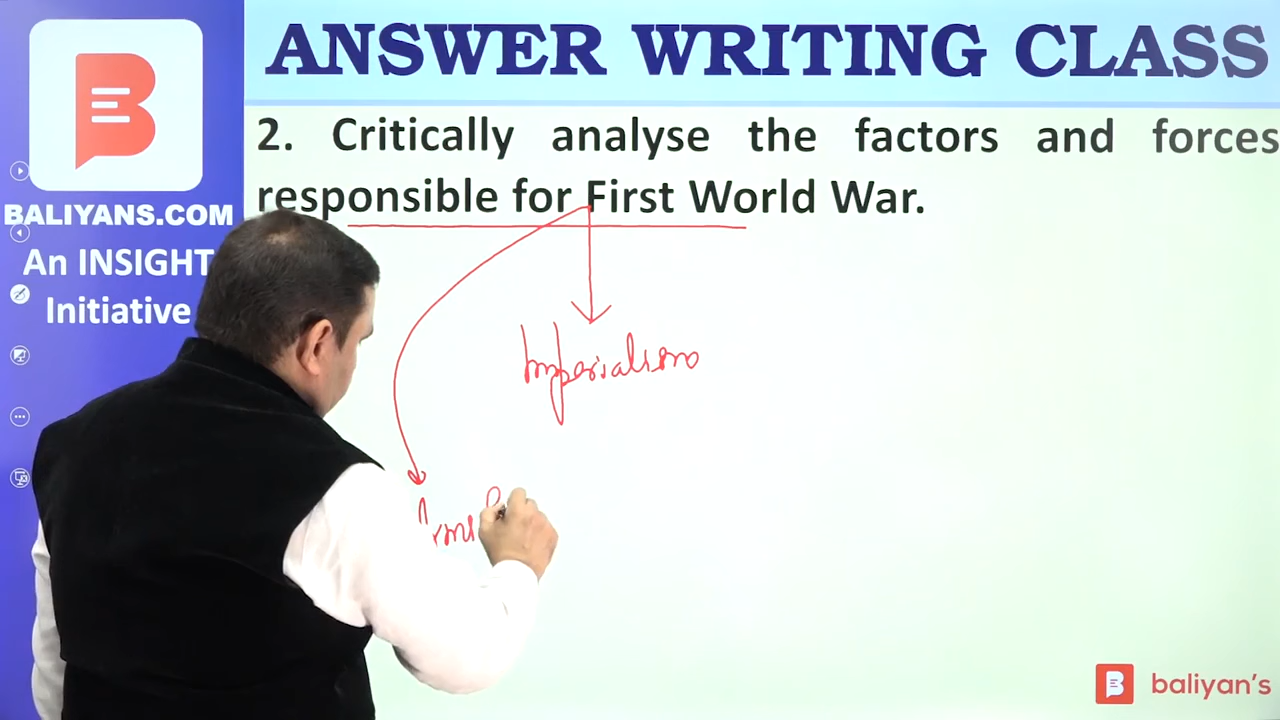 ANSWER WRITING CLASS
2. Critically analyse the factors and forces
responsible for First World War.
BALIYANS.COM
An INSIGHT
Initiative
Imperialism
baliyan's